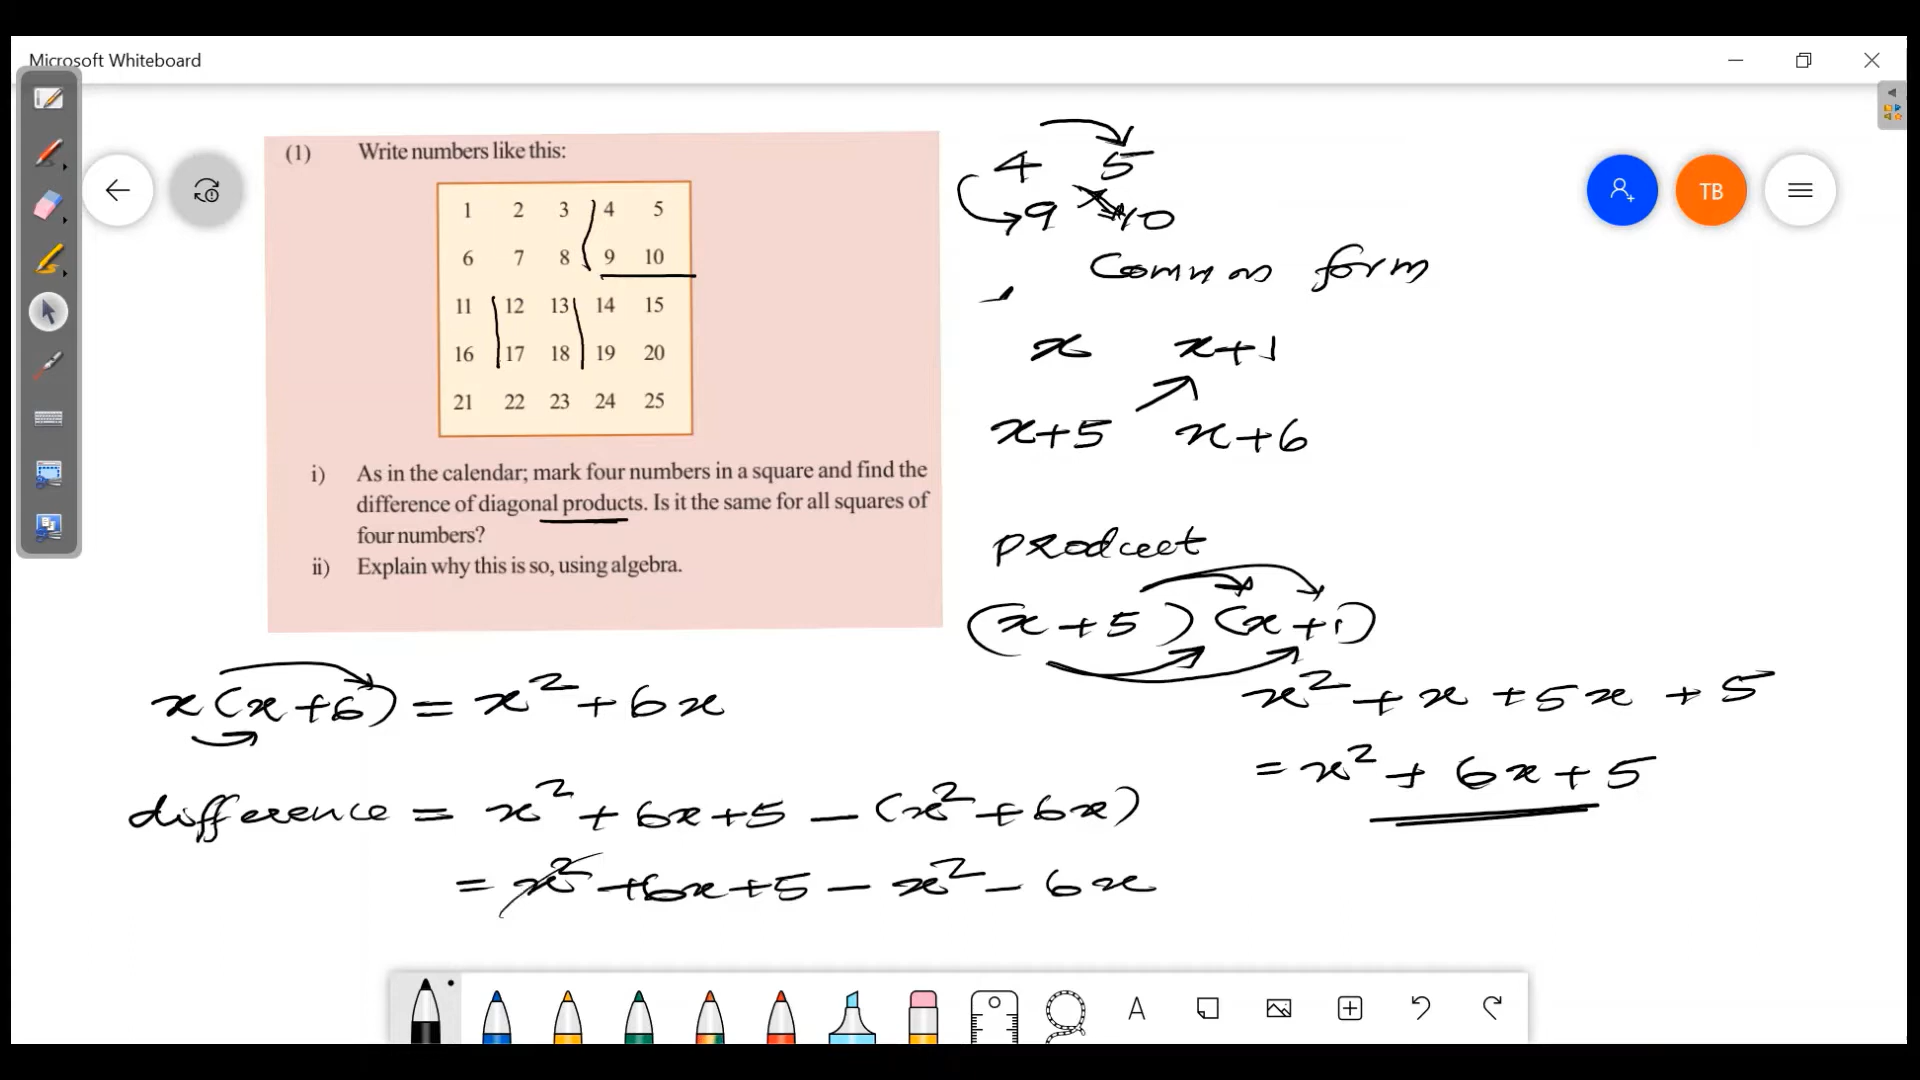 Microsoft Whiteboard
TB
(1) Write numbers like this:
1 2 3 4 5
6 7 8 9 10
11 12 13 14 15
16 17 18 19 20
21 22 23 24 25
i) As in the calendar; mark four numbers in a square and find the
difference of diagonal products. Is it the same for all squares of
four numbers?
ii) Explain why this is so, using algebra.
4 5
9 10
Common form
x x+1
x+5 x+6
product
(x+5)(x+1)
x²+x+5x+5
=x²+6x+5
x(x+6)=x²+6x
difference = x²+6x+5-(x²+6x)
=x²+6x+5-x²-6x
A